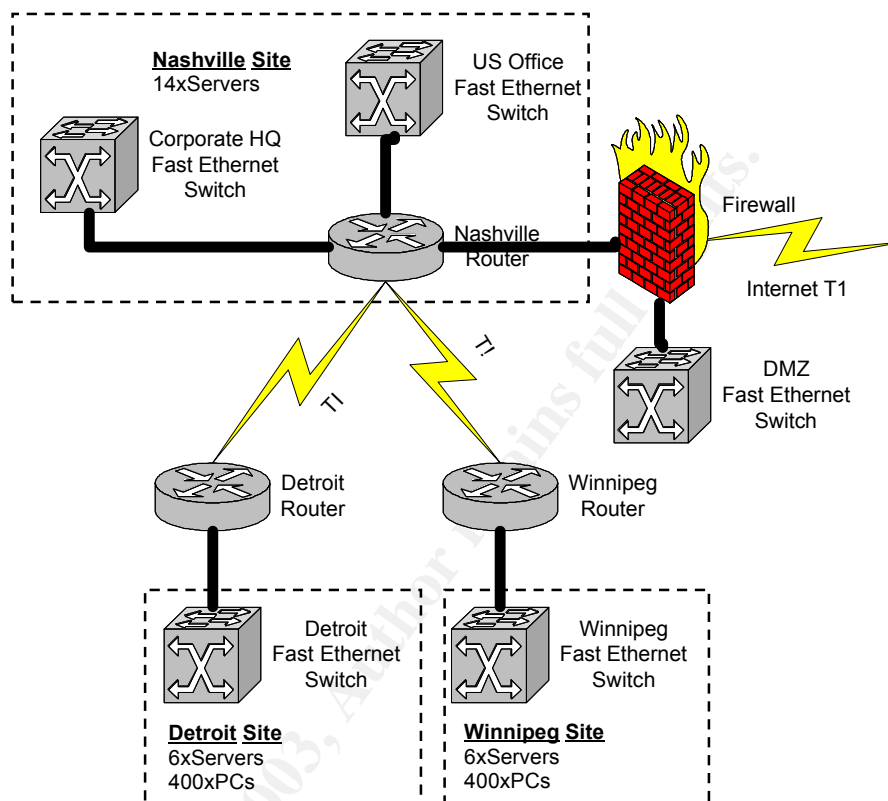 Nashville Site
14xServers
US Office
Fast Ethernet
Switch
Corporate HQ
Fast Ethernet
Switch
Nashville
Router
Firewall
Internet T1
DMZ
Fast Ethernet
Switch
T!
T!
Detroit
Router
Winnipeg
Router
Detroit
Fast Ethernet
Switch
Winnipeg
Fast Ethernet
Switch
Detroit Site
6xServers
400xPCs
Winnipeg Site
6xServers
400xPCs
003, Author